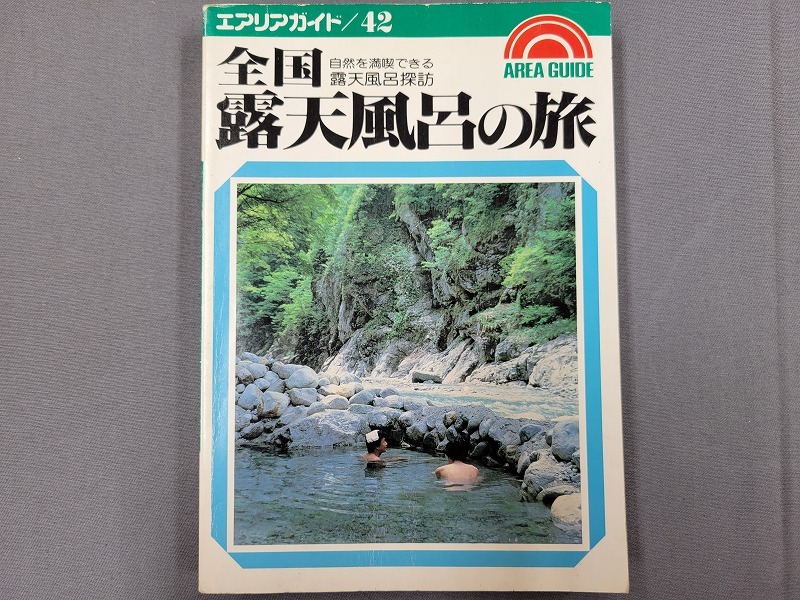 エアリアガイド/42
AREA GUIDE
全国
自然を満喫できる
露天風呂探訪
露天風呂の旅